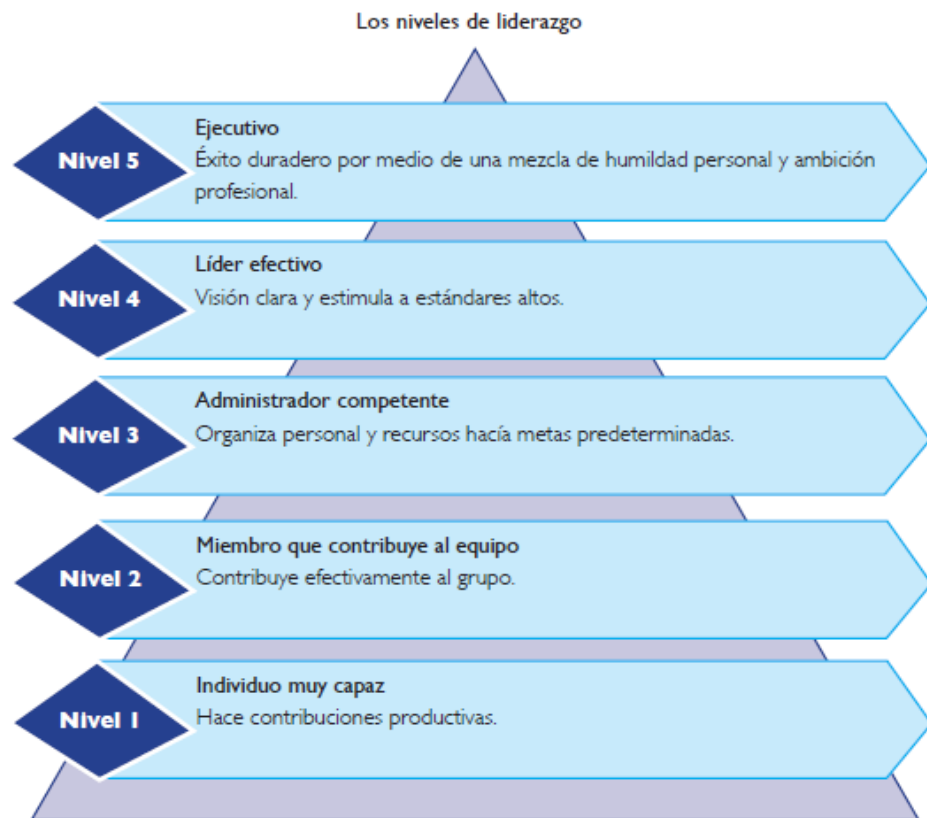 Los niveles de liderazgo
Nivel 5
Ejecutivo
Éxito duradero por medio de una mezcla de humildad personal y ambición
profesional.
Nivel 4
Líder efectivo
Visión clara y estimula a estándares altos.
Nivel 3
Administrador competente
Organiza personal y recursos hacía metas predeterminadas.
Nivel 2
Miembro que contribuye al equipo
Contribuye efectivamente al grupo.
Nivel 1
Individuo muy capaz
Hace contribuciones productivas.